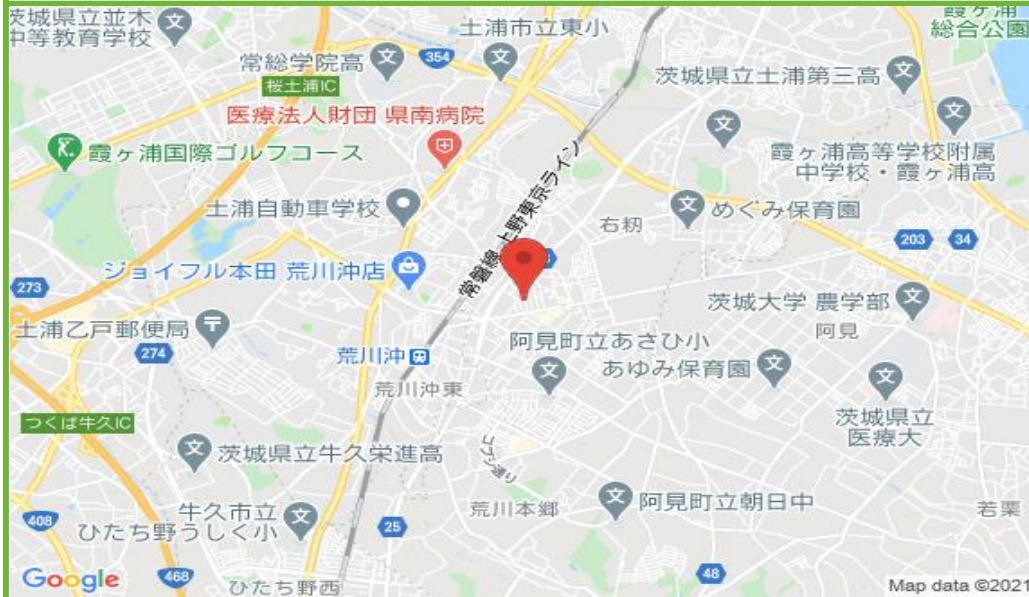 茨城県立並木
中等教育学校
土浦市立東小
霞ヶ浦
総合公園
常総学院高
354
桜土浦IC
茨城県立土浦第三高
医療法人財団 県南病院
霞ヶ浦国際ゴルフコース
霞ヶ浦高等学校附属
中学校・霞ヶ浦高
土浦自動車学校
常磐線 上野東京ライン
右籾
めぐみ保育園
203
34
ジョイフル本田 荒川沖店
273
茨城大学 農学部
土浦乙戸郵便局
阿見
274
荒川沖
阿見町立あさひ小
あゆみ保育園
荒川沖東
つくば牛久IC
茨城県立
医療大
茨城県立牛久栄進高
荒川本郷
阿見町立朝日中
若栗
牛久市立
ひたち野うしく小
408
25
Google
468
ひたち野西
48
Map data ©2021